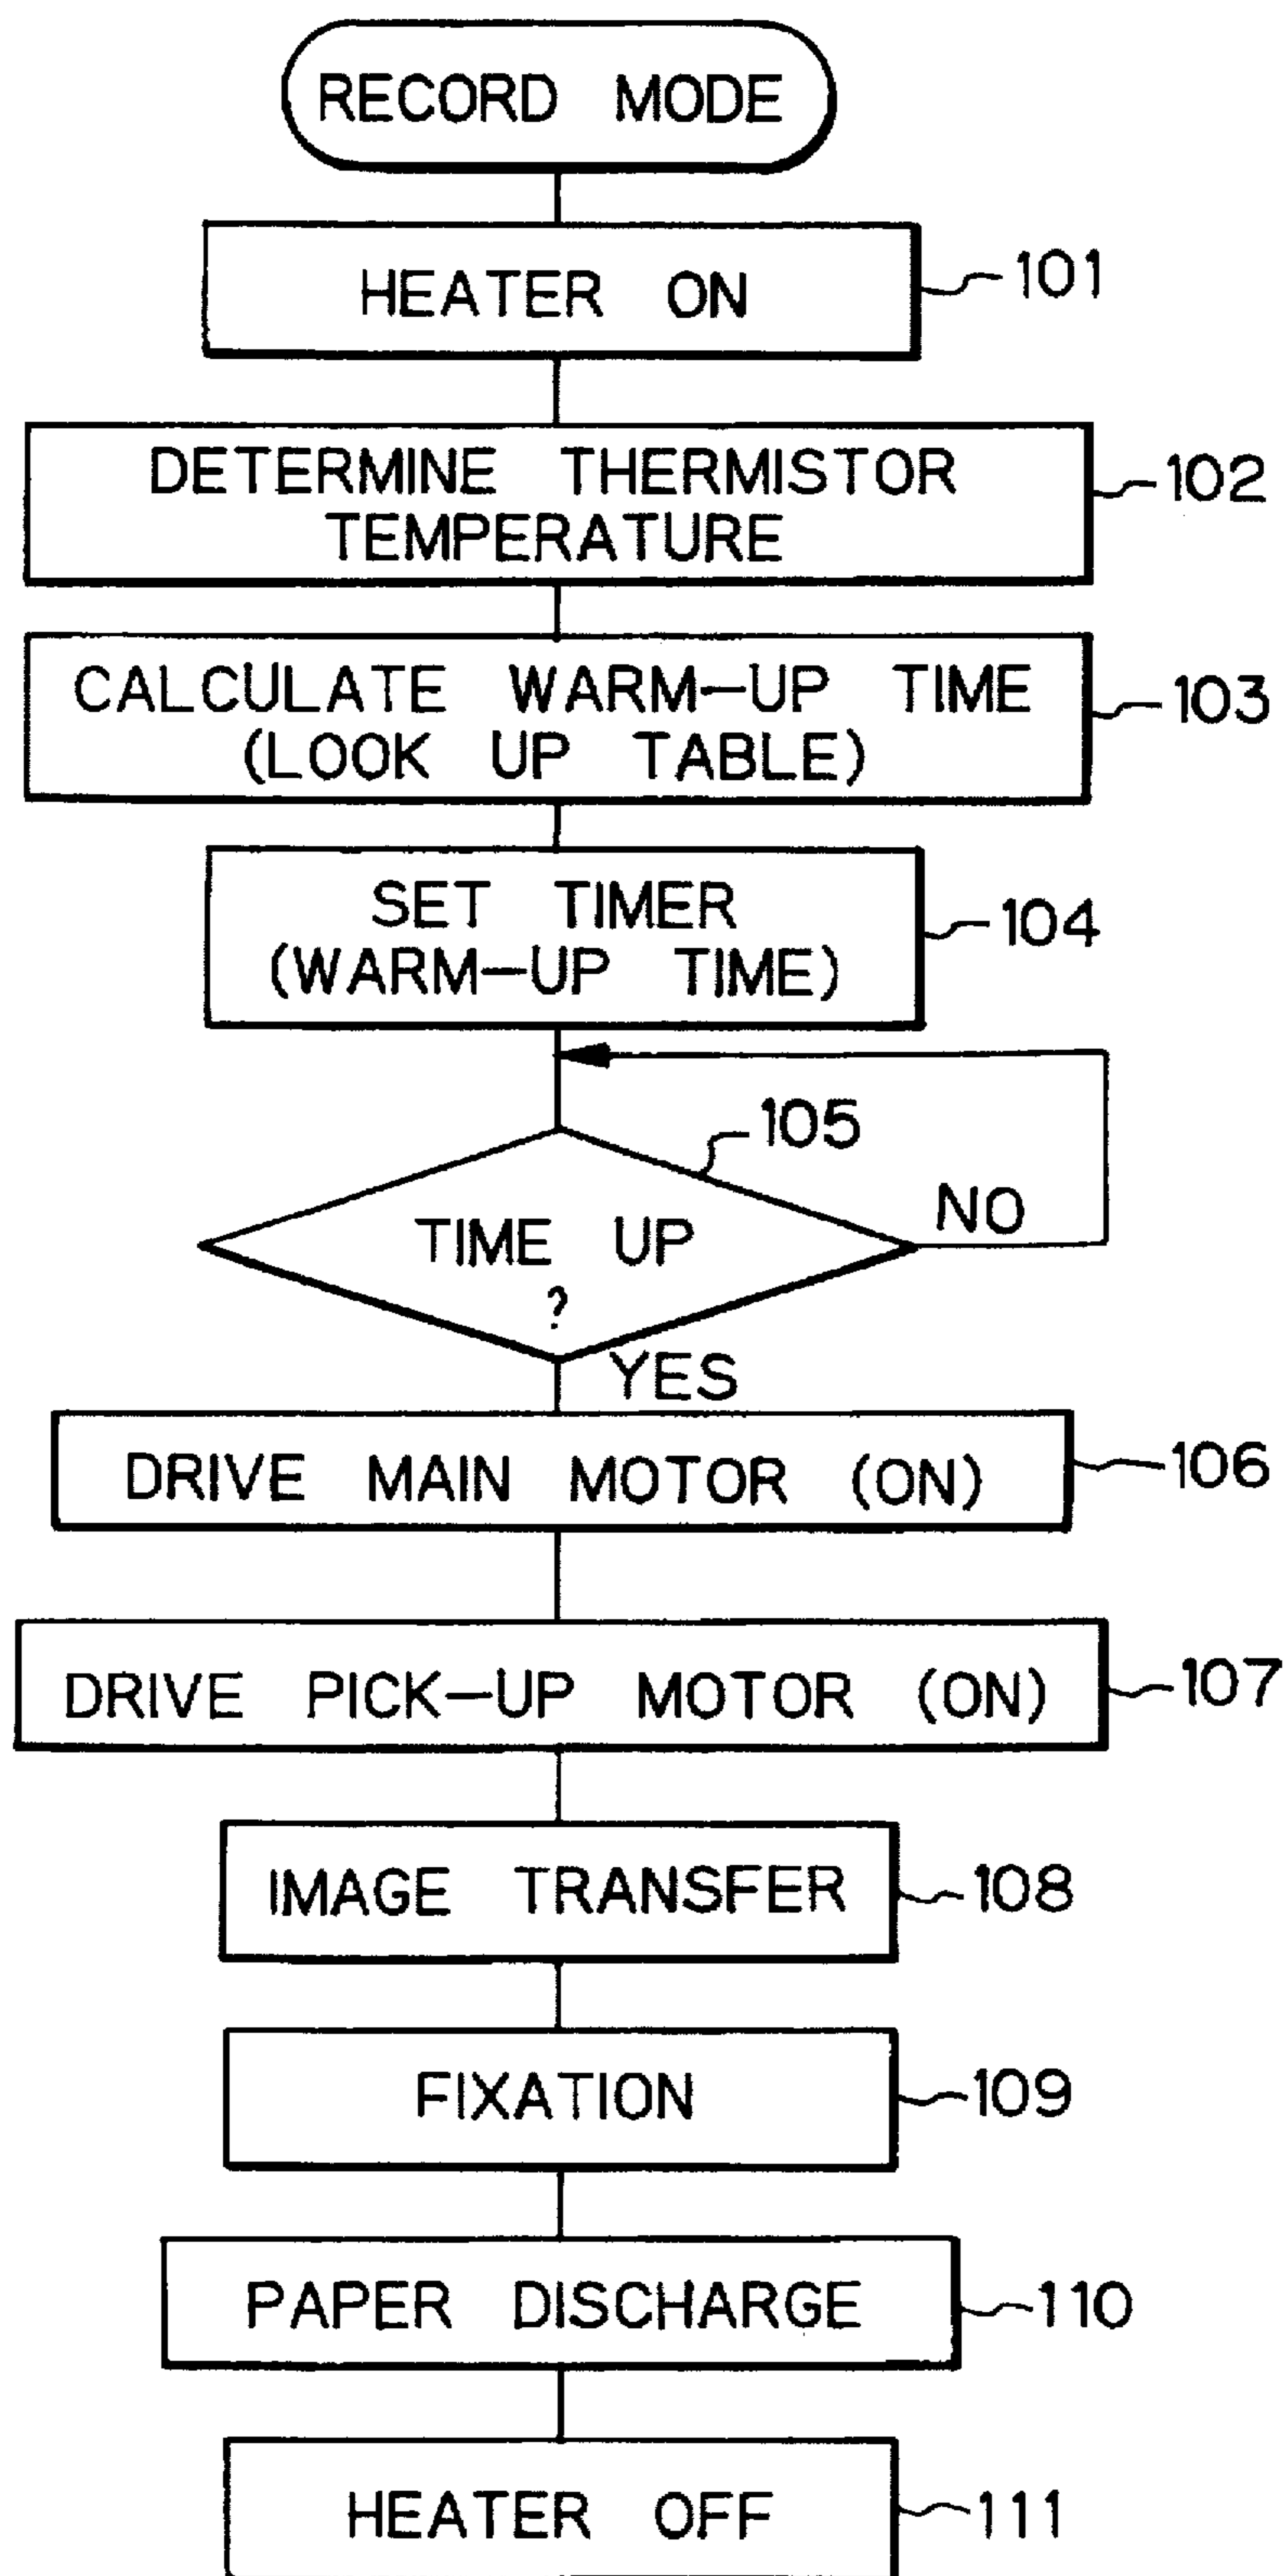 RECORD MODE
HEATER ON
101
DETERMINE THERMISTOR
TEMPERATURE
102
CALCULATE WARM-UP TIME
(LOOK UP TABLE)
103
SET TIMER
(WARM-UP TIME)
104
105
TIME UP
?
NO
YES
DRIVE MAIN MOTOR (ON)
106
DRIVE PICK-UP MOTOR (ON)
107
IMAGE TRANSFER
108
FIXATION
109
PAPER DISCHARGE
110
HEATER OFF
111